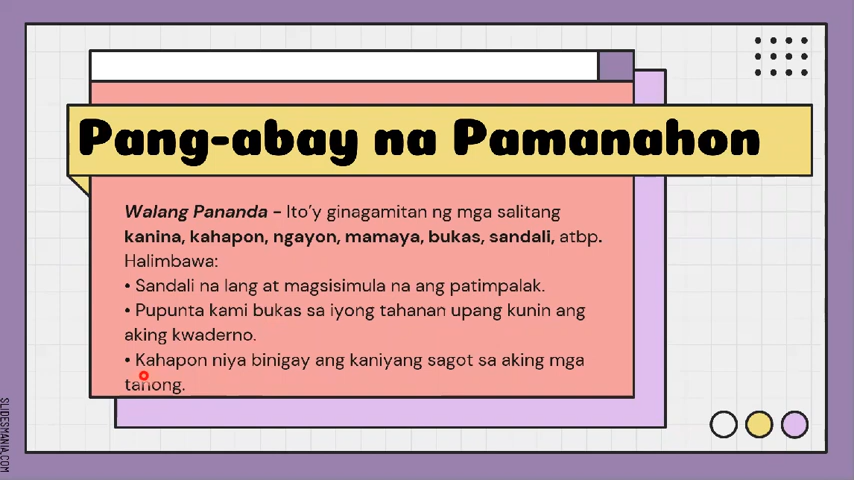 Pang-abay na Pamanahon
Walang Pananda - Ito'y ginagamitan ng mga salitang
kanina, kahapon, ngayon, mamaya, bukas, sandali, atbp.
Halimbawa:
• Sandali na lang at magsisimula na ang patimpalak.
• Pupunta kami bukas sa iyong tahanan upang kunin ang
aking kwaderno.
• Kahapon niya binigay ang kaniyang sagot sa aking mga
tanong.
SLIDESMANIA.COM